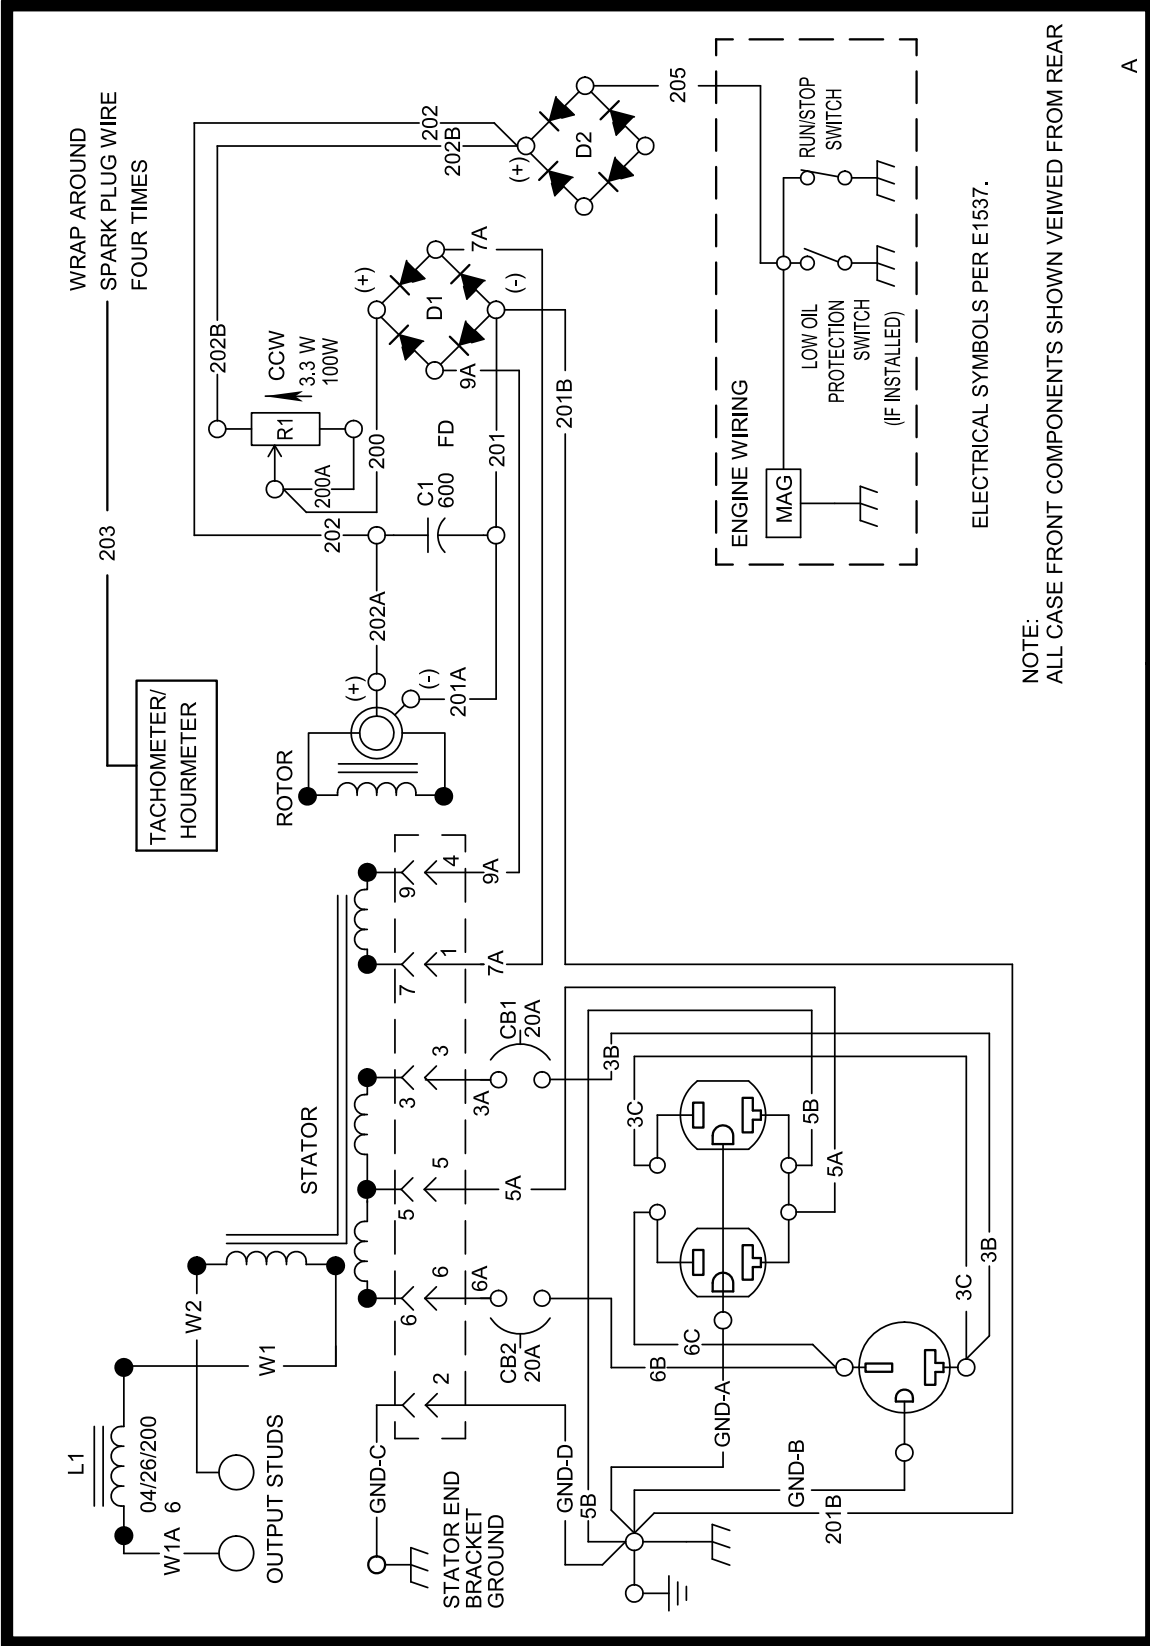 WRAP AROUND
SPARK PLUG WIRE
FOUR TIMES
203
TACHOMETER/
HOURMETER
L1
04/26/200
6
W1A
W2
W1
OUTPUT STUDS
STATOR
ROTOR
(+)
(-)
202A
201A
202
202
202B
202B
CCW
3.3 W
100W
R1
200A
200
C1
600
FD
201
201B
(+)
D1
(-)
7A
9A
(+)
D2
205
GND-C
STATOR END
BRACKET
GROUND
2
6
6
5
5
3
3
7
1
9
4
6A
5A
3A
7A
9A
CB2
20A
CB1
20A
GND-D
5B
6B
6C
GND-A
GND-B
201B
3B
3C
5B
5A
3C
3B
ENGINE WIRING
MAG
LOW OIL
PROTECTION
SWITCH
(IF INSTALLED)
RUN/STOP
SWITCH
ELECTRICAL SYMBOLS PER E1537.
NOTE:
ALL CASE FRONT COMPONENTS SHOWN VEIWED FROM REAR
A